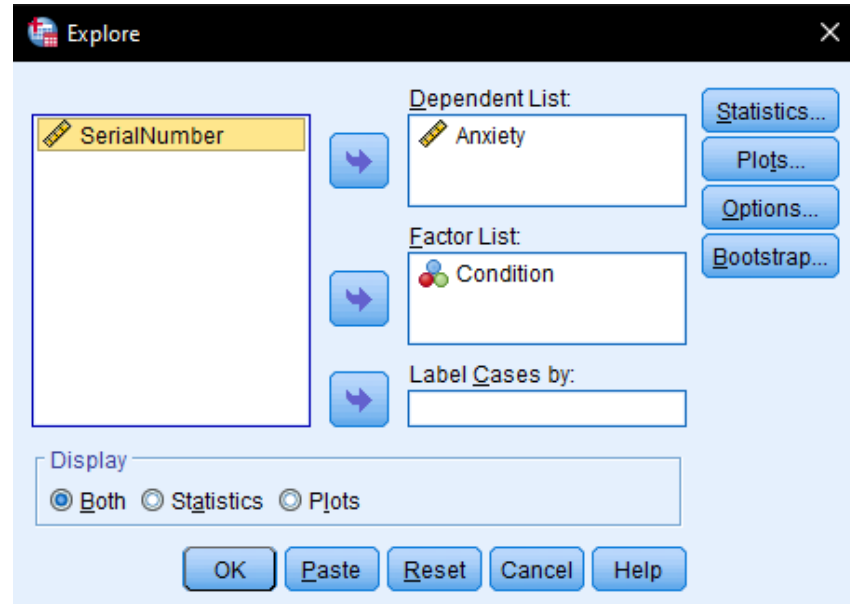 Explore
Dependent List:
Statistics...
SerialNumber
Anxiety
Plots...
Options...
Factor List:
Bootstrap...
Condition
Label Cases by:
Display
Both Statistics Plots
OK Paste Reset Cancel Help